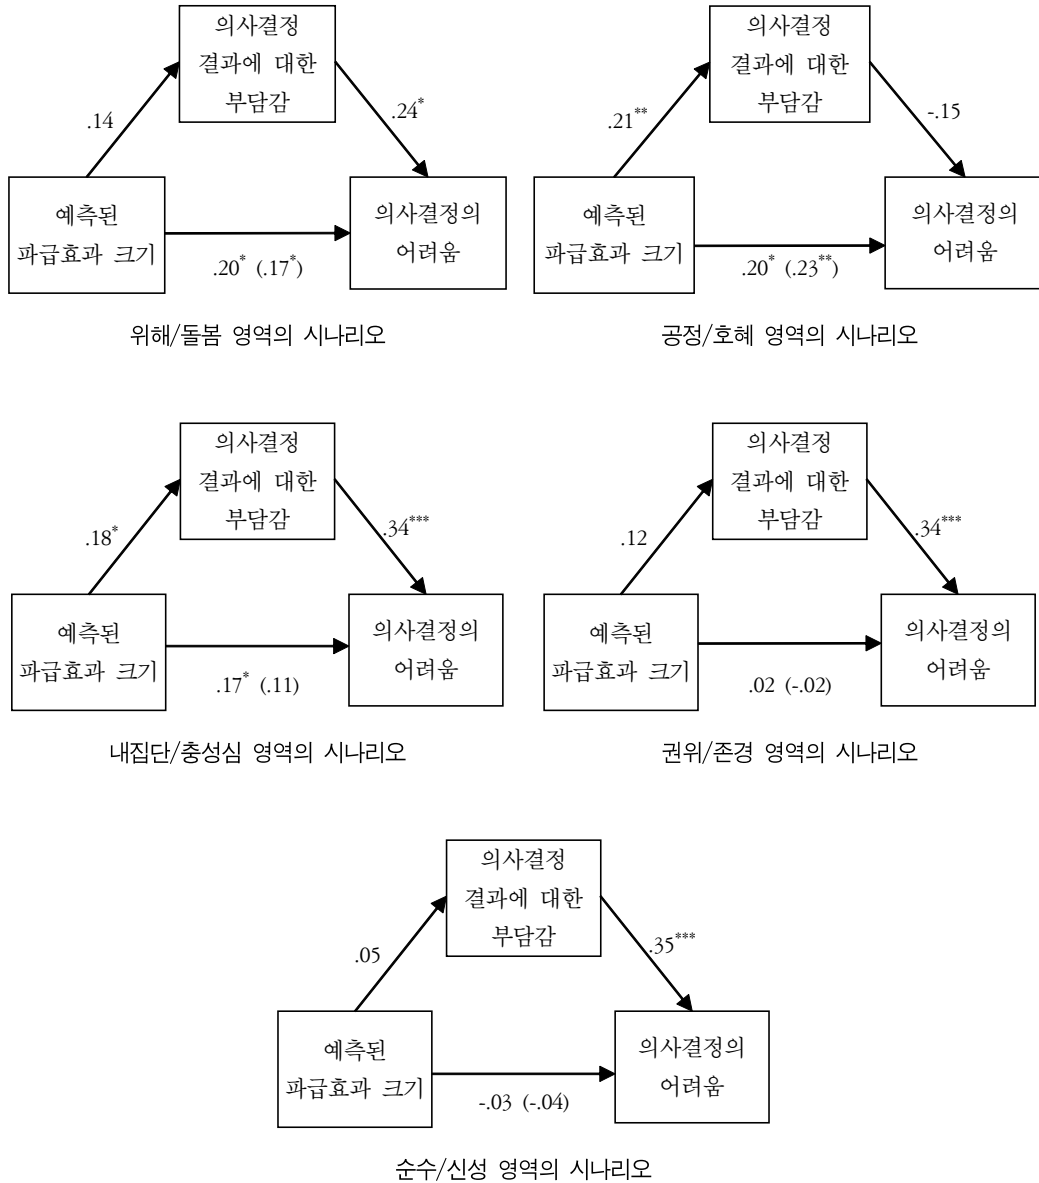 의사결정
결과에 대한
부담감
.14
.24*
예측된
파급효과 크기
의사결정의
어려움
.20* (.17*)
위해/돌봄 영역의 시나리오
의사결정
결과에 대한
부담감
.21**
-.15
예측된
파급효과 크기
의사결정의
어려움
.20* (.23**)
공정/호혜 영역의 시나리오
의사결정
결과에 대한
부담감
.18*
.34***
예측된
파급효과 크기
의사결정의
어려움
.17* (.11)
내집단/충성심 영역의 시나리오
의사결정
결과에 대한
부담감
.12
.34***
예측된
파급효과 크기
의사결정의
어려움
.02 (-.02)
권위/존경 영역의 시나리오
의사결정
결과에 대한
부담감
.05
.35***
예측된
파급효과 크기
의사결정의
어려움
-.03 (-.04)
순수/신성 영역의 시나리오